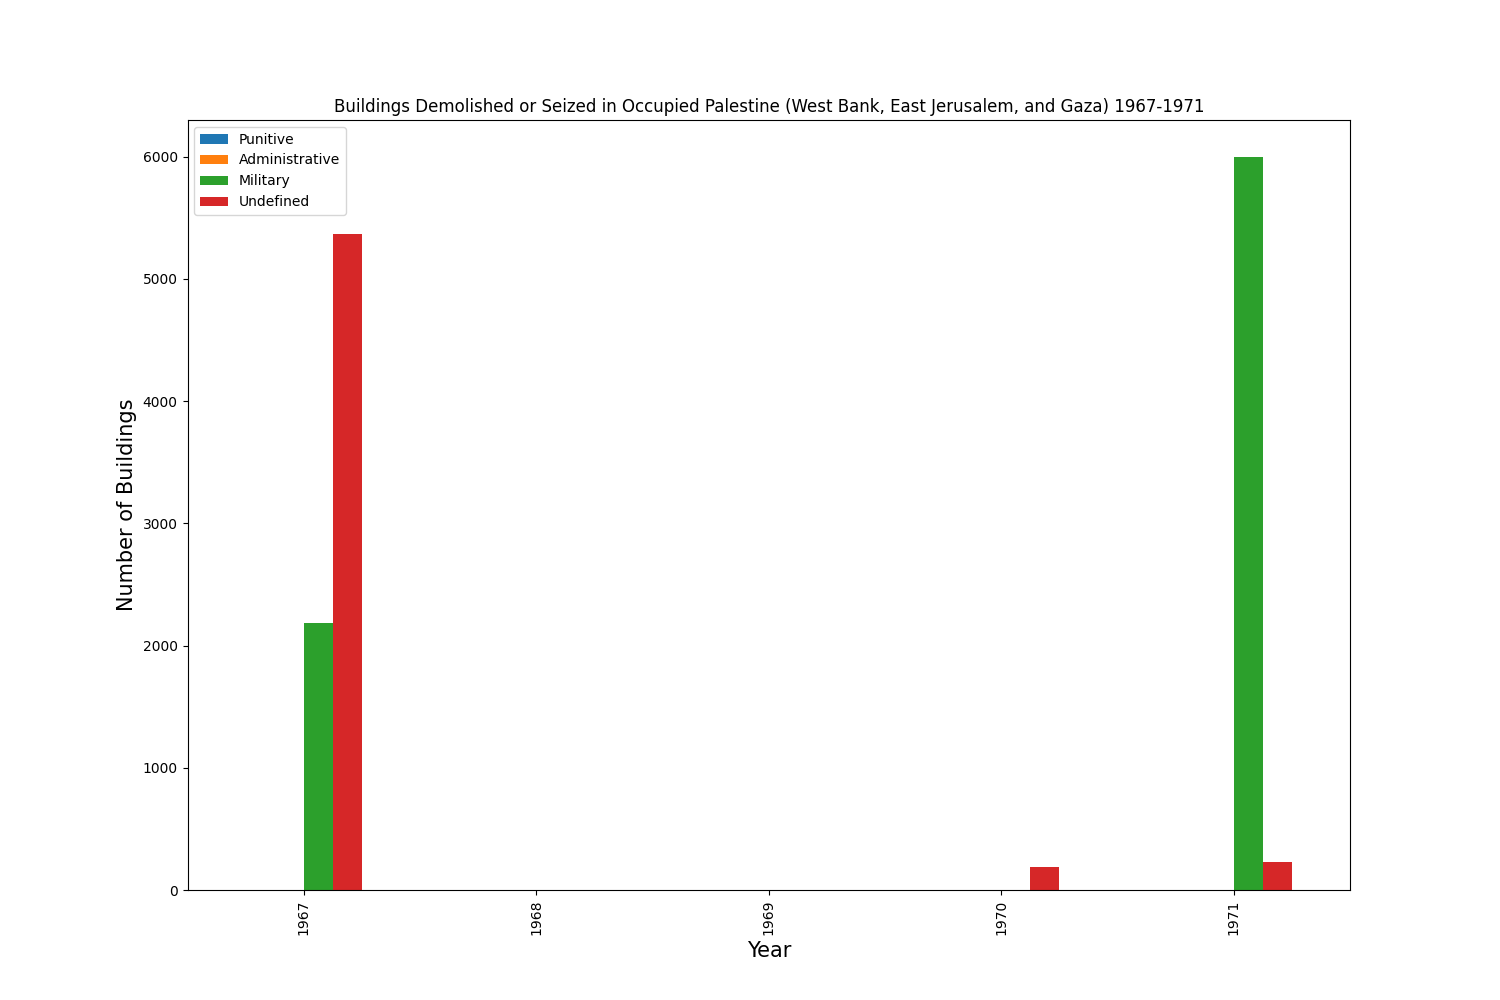 Buildings Demolished or Seized in Occupied Palestine (West Bank, East Jerusalem, and Gaza) 1967-1971
Punitive
Administrative
Military
Undefined
6000
5000
4000
3000
2000
1000
0
Number of Buildings
1967
1968
1969
1970
1971
Year